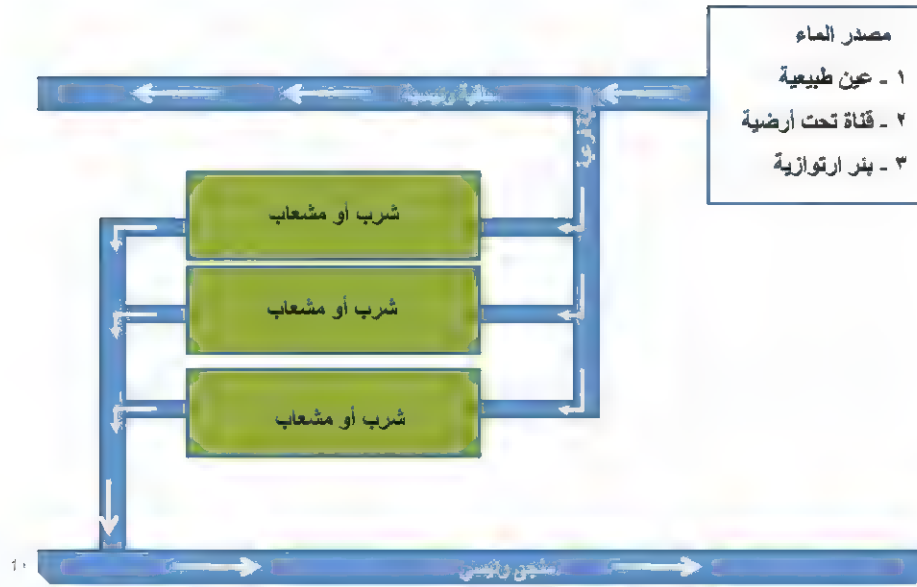 مصدر الماء
١ - عين طبيعية
٢ - قناة تحت أرضية
٣ - بئر ارتوازية
شرب أو مشعاب
شرب أو مشعاب
شرب أو مشعاب